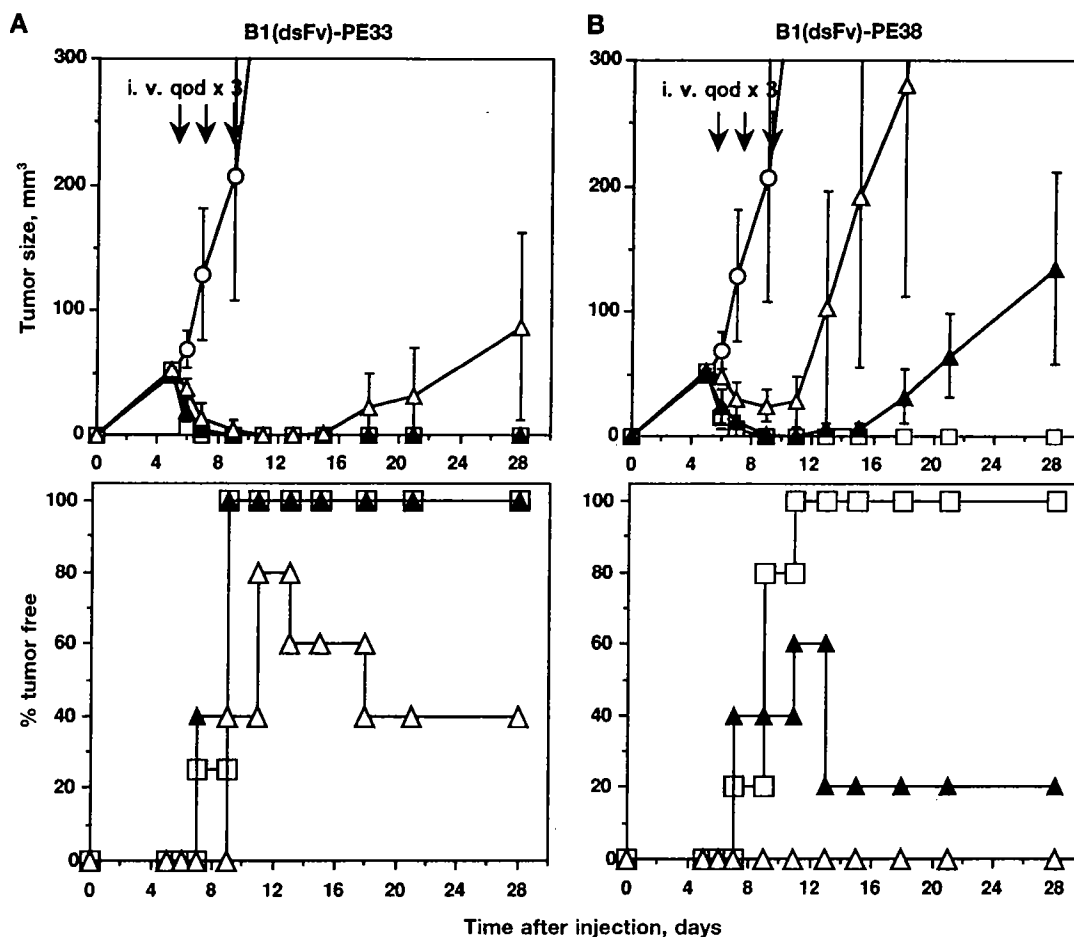 A
B1(dsFv)-PE33
B
B1(dsFv)-PE38
300
200
100
0
Tumor size, mm³
i. v. qod x 3
0 4 8 12 16 20 24 28
300
200
100
0
i. v. qod x 3
0 4 8 12 16 20 24 28
100
80
60
40
20
0
% tumor free
0 4 8 12 16 20 24 28
100
80
60
40
20
0
0 4 8 12 16 20 24 28
Time after injection, days